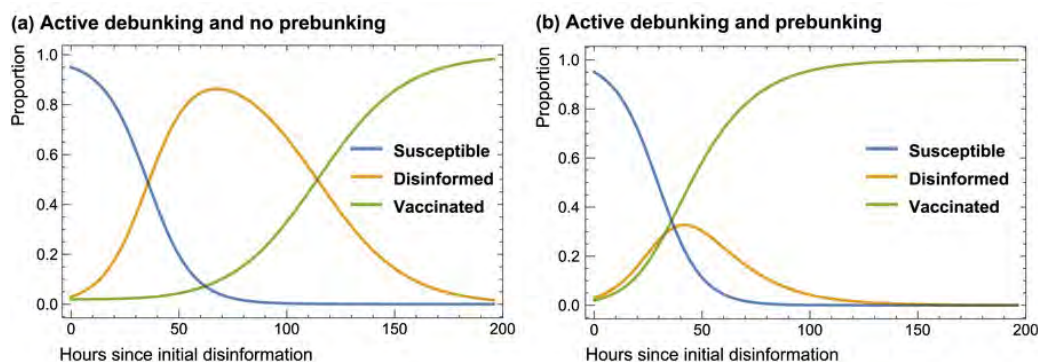 (a) Active debunking and no prebunking
Proportion
1.0
0.8
0.6
0.4
0.2
0.0
Susceptible
Disinformed
Vaccinated
0 50 100 150 200
Hours since initial disinformation
(b) Active debunking and prebunking
Proportion
1.0
0.8
0.6
0.4
0.2
0.0
Susceptible
Disinformed
Vaccinated
0 50 100 150 200
Hours since initial disinformation